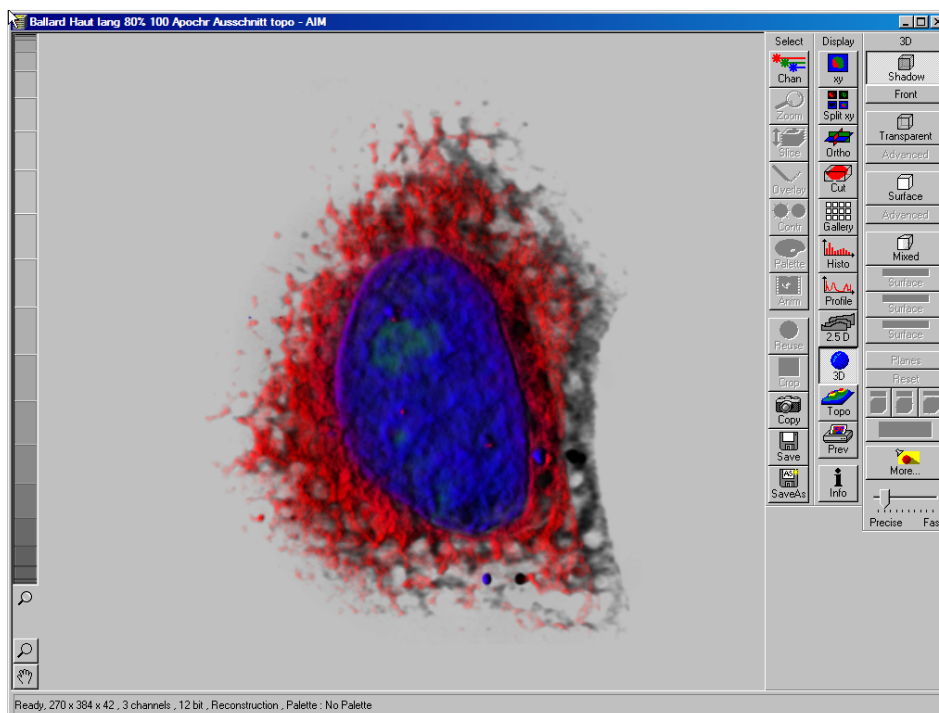 Ballard Haut lang 80% 100 Apochr Ausschnitt topo - AIM
Select
Chan
Zoom
Slice
Overlay
Contr
Palette
Anim
Reuse
Crop
Copy
Save
SaveAs
Display
xy
Split xy
Ortho
Cut
Gallery
Histo
Profile
2.5 D
3D
Topo
Prev
Info
3D
Shadow
Front
Transparent
Advanced
Surface
Advanced
Mixed
Surface
Surface
Surface
Planes
Reset
More...
Precise Fas
Ready, 270 x 384 x 42 , 3 channels , 12 bit , Reconstruction , Palette : No Palette